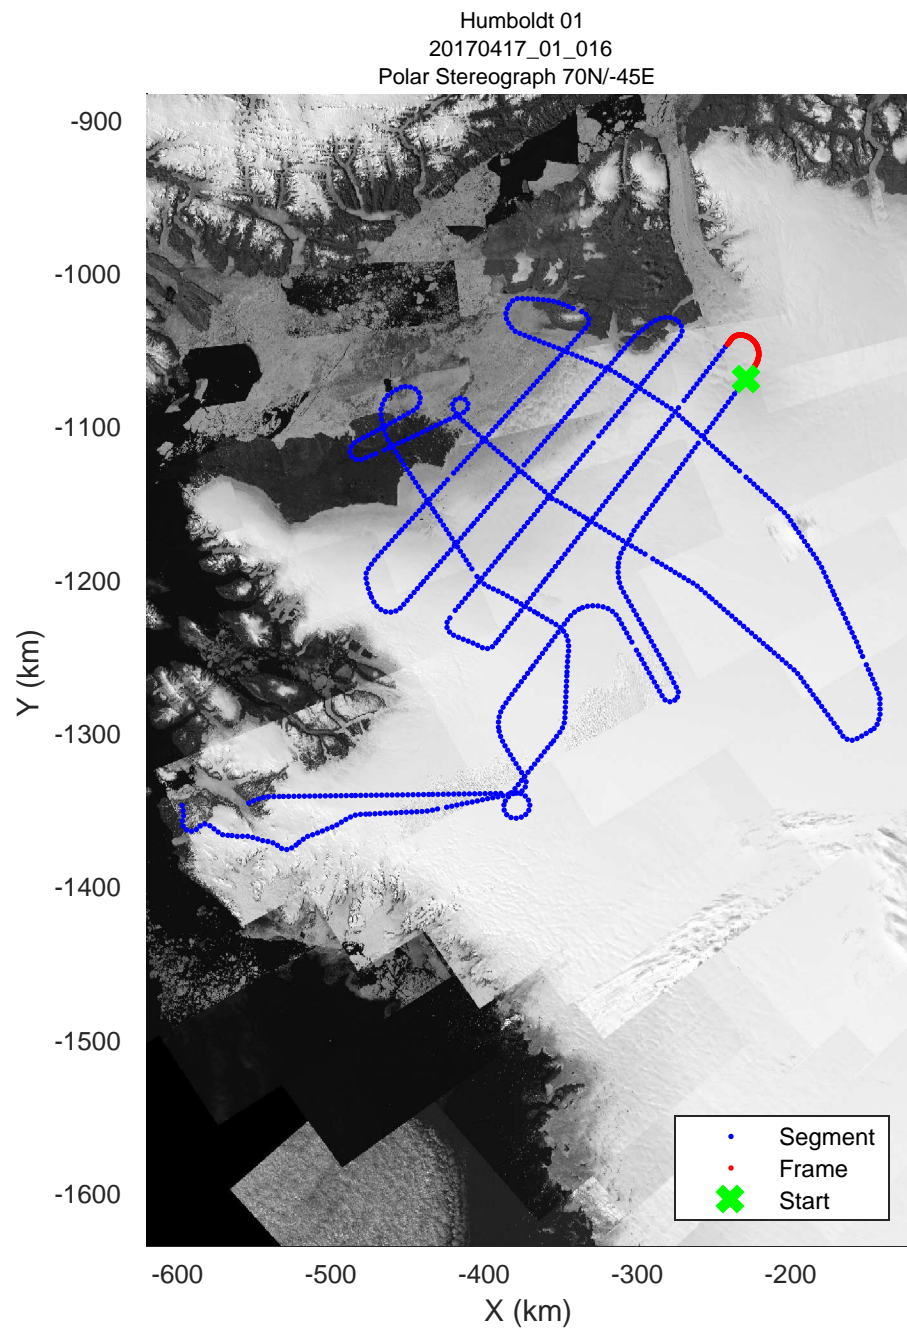 Humboldt 01
20170417_01_016
Polar Stereograph 70N/-45E
-900
-1000
-1100
-1200
-1300
-1400
-1500
-1600
Y (km)
Segment
Frame
Start
-600 -500 -400 -300 -200
X (km)